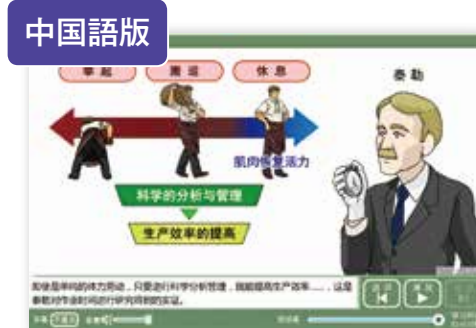 中国語版
举起 搬运 休息
泰勒
肌肉恢复活力
科学的分析与管理
生产效率的提高
即使是单纯的体力劳动，只要进行科学分析管理，就能提高生产效率……，这是
泰勒对作业时间进行研究得到的实证。